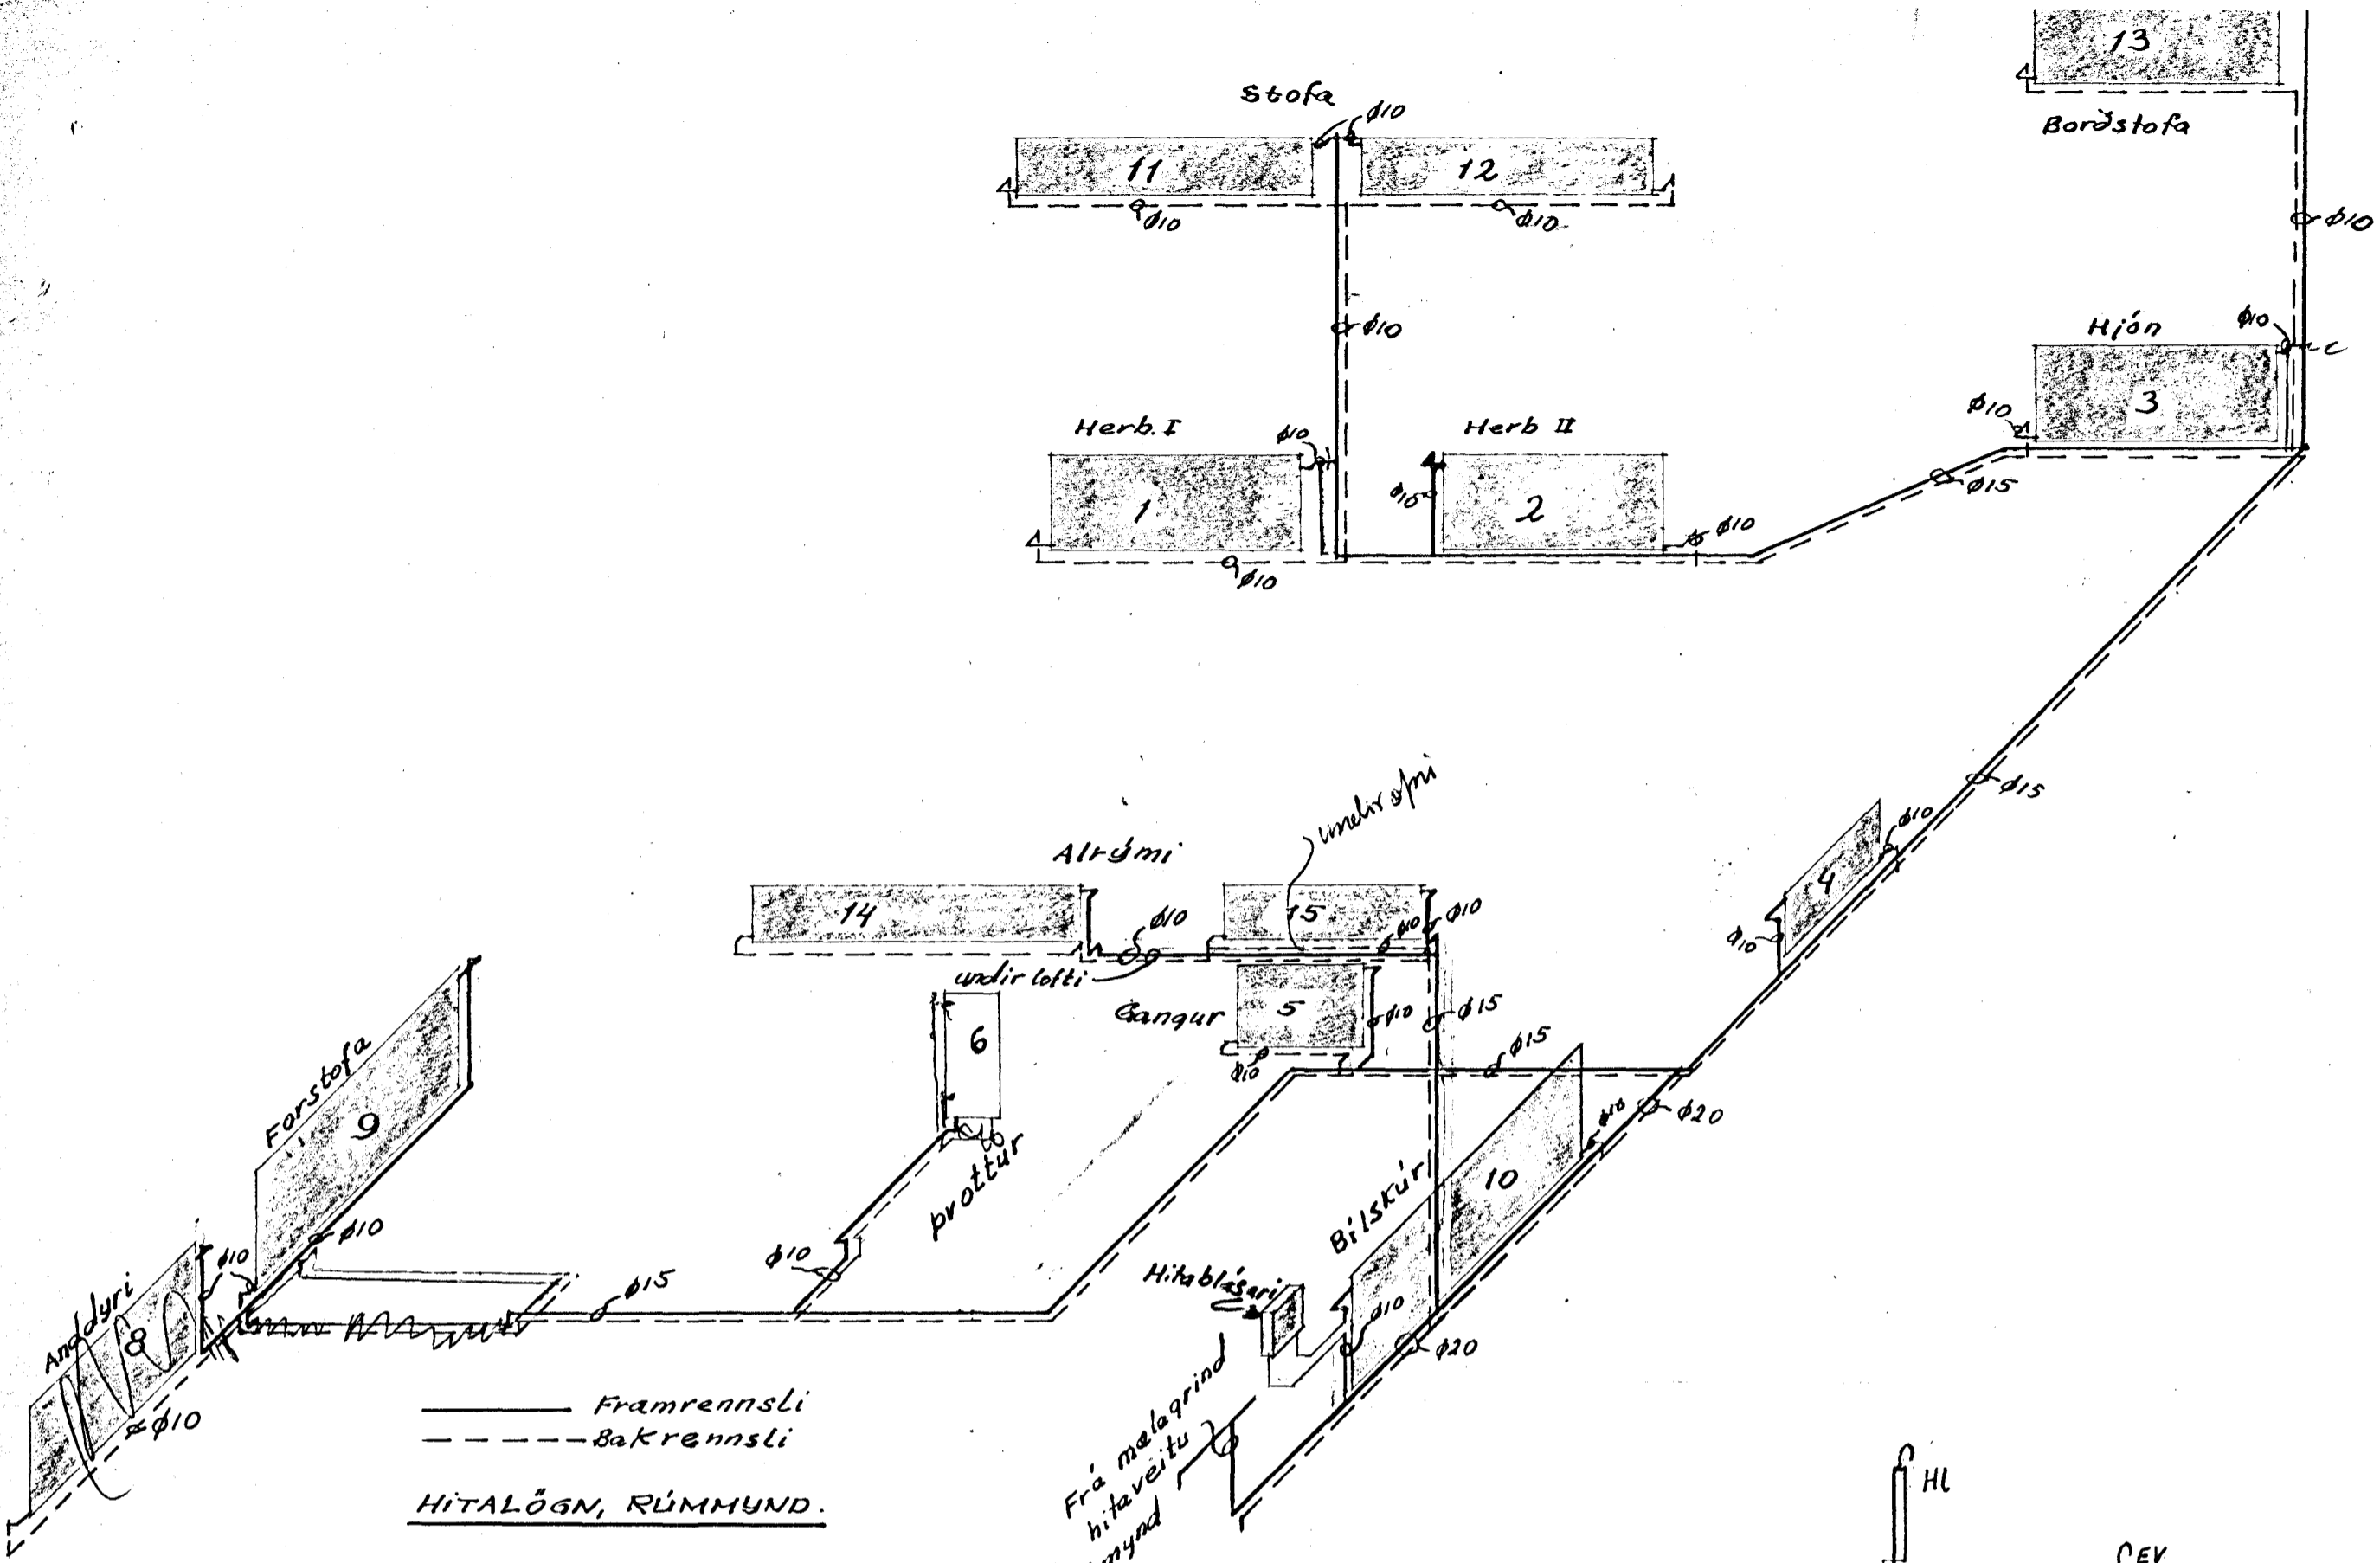 13
Borðstofa
Stofa
ø10
11
12
ø10
ø10
ø10
ø10
Hjón
ø10
c
3
ø10
ø15
Herb. I
ø10
1
ø10
Herb II
ø10
2
ø10
ø15
undir opni
Alrými
14
ø10
15
ø10
ø10
undir lofti
4
ø10
ø10
Gangur
5
ø10
ø10
ø15
ø15
6
þrottur
ø10
ø20
ø10
10
Bílskúr
Forstofa
9
ø10
ø10
Anddyri
8
ø10
ø15
Hitablásari
ø10
ø20
Framrennsli
Bakrennsli
HITALÖGN, RÚMMYND.
Frá mælagrind
hitaveitu
mynd
Hl